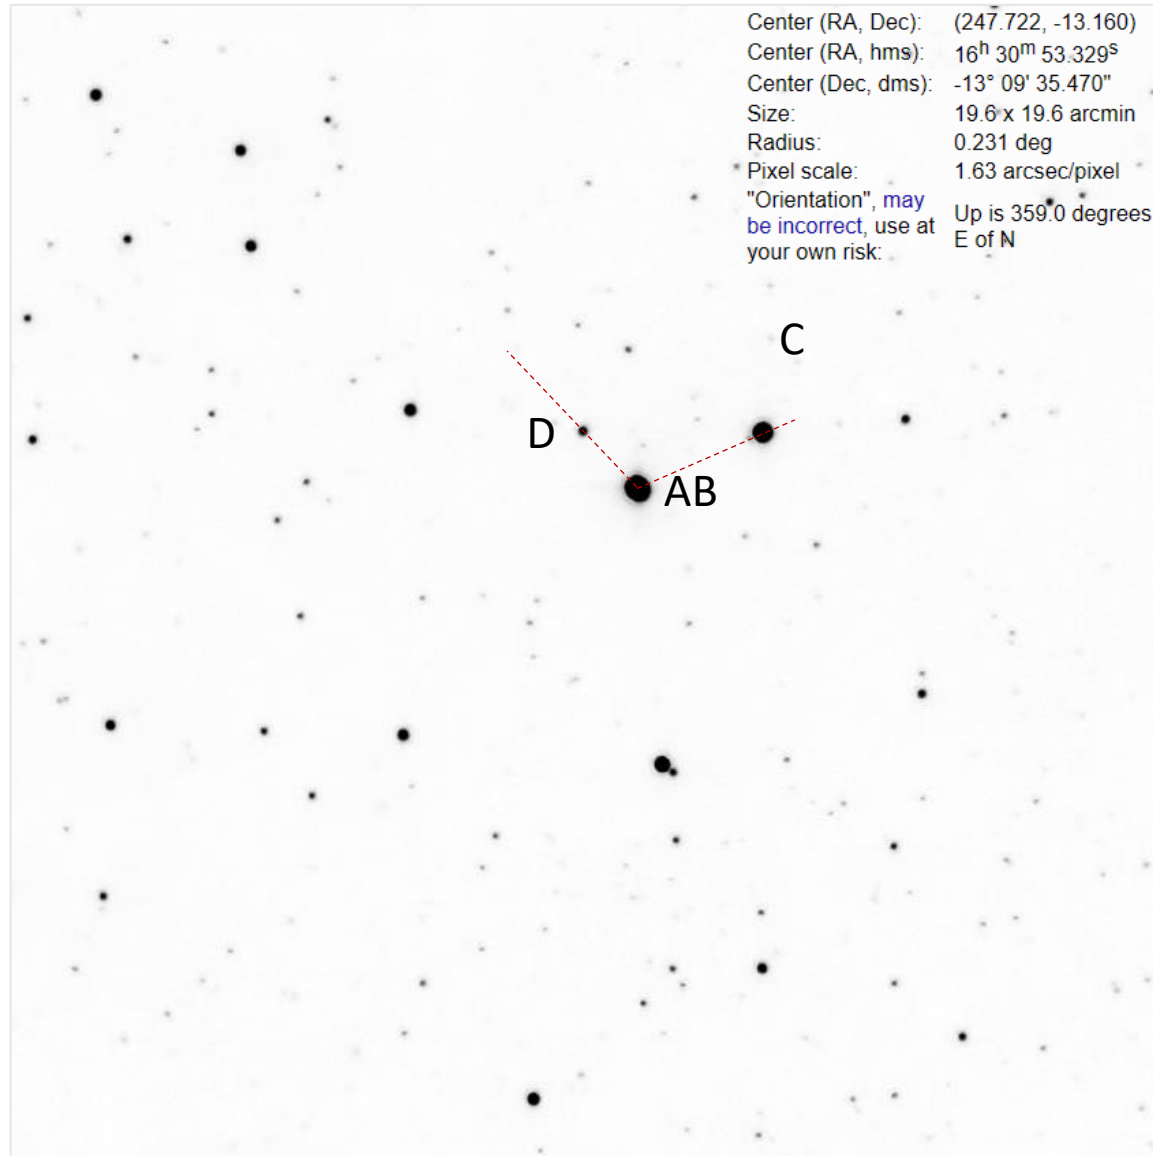 Center (RA, Dec): (247.722, -13.160)
Center (RA, hms): 16h 30m 53.329s
Center (Dec, dms): -13° 09' 35.470"
Size: 19.6 x 19.6 arcmin
Radius: 0.231 deg
Pixel scale: 1.63 arcsec/pixel
"Orientation", may be incorrect, use at your own risk: Up is 359.0 degrees E of N
C
D
AB